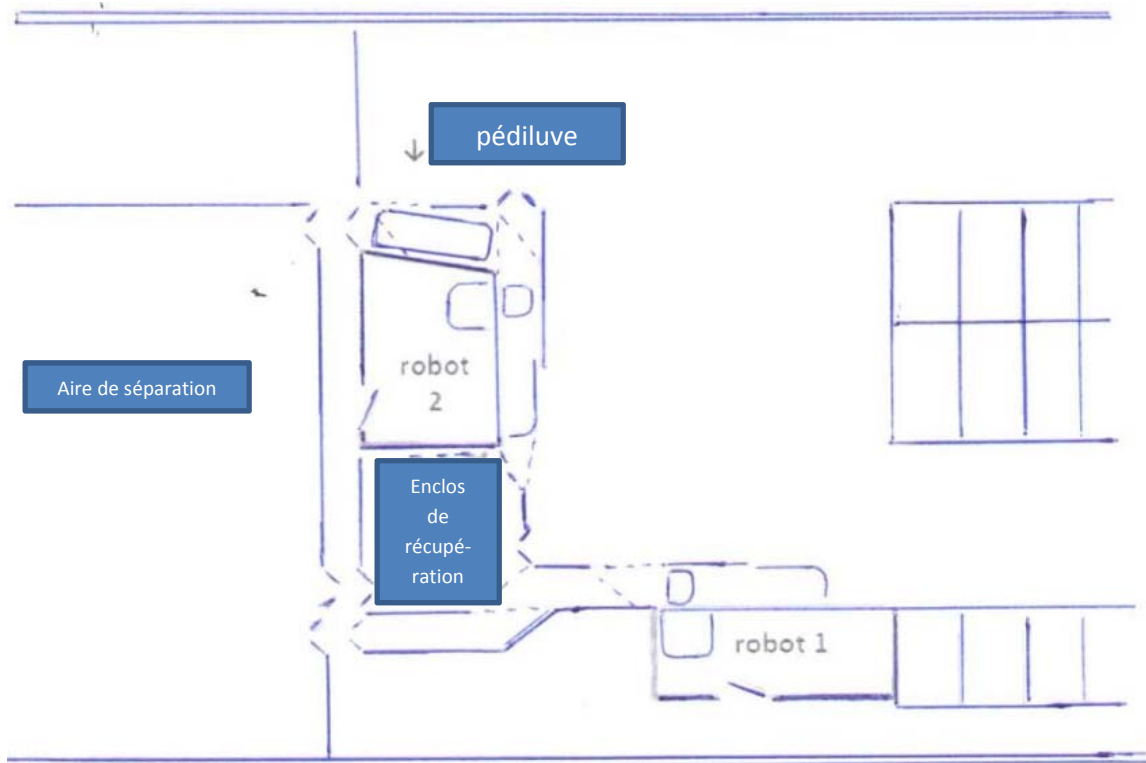 pédiluve
robot
2
Aire de séparation
Enclos
de
récupé-
ration
robot 1